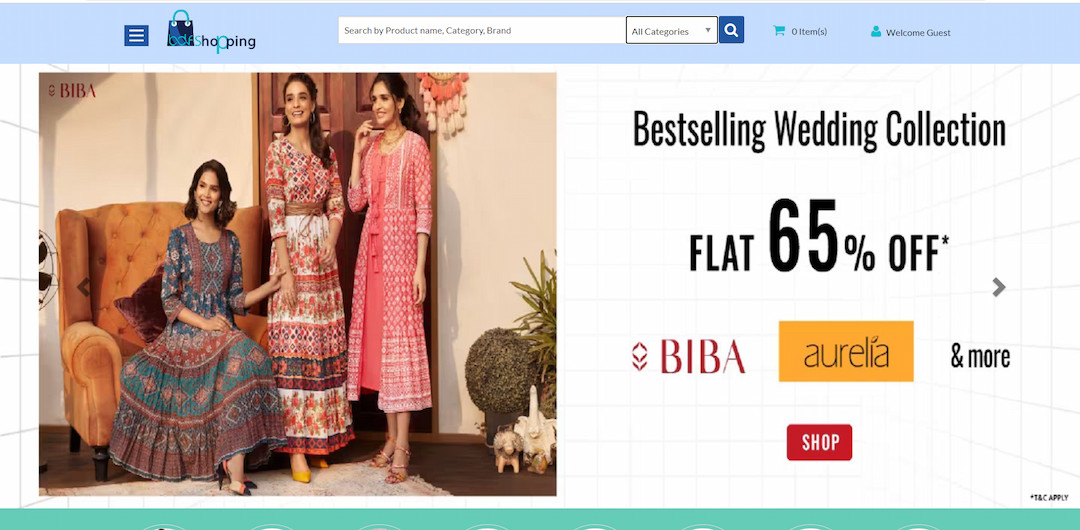 bdfShopping
Search by Product name, Category, Brand
All Categories
0 Item(s)
Welcome Guest
BIBA
Bestselling Wedding Collection
FLAT 65% OFF*
BIBA
aurelia
& more
SHOP
*T&C APPLY